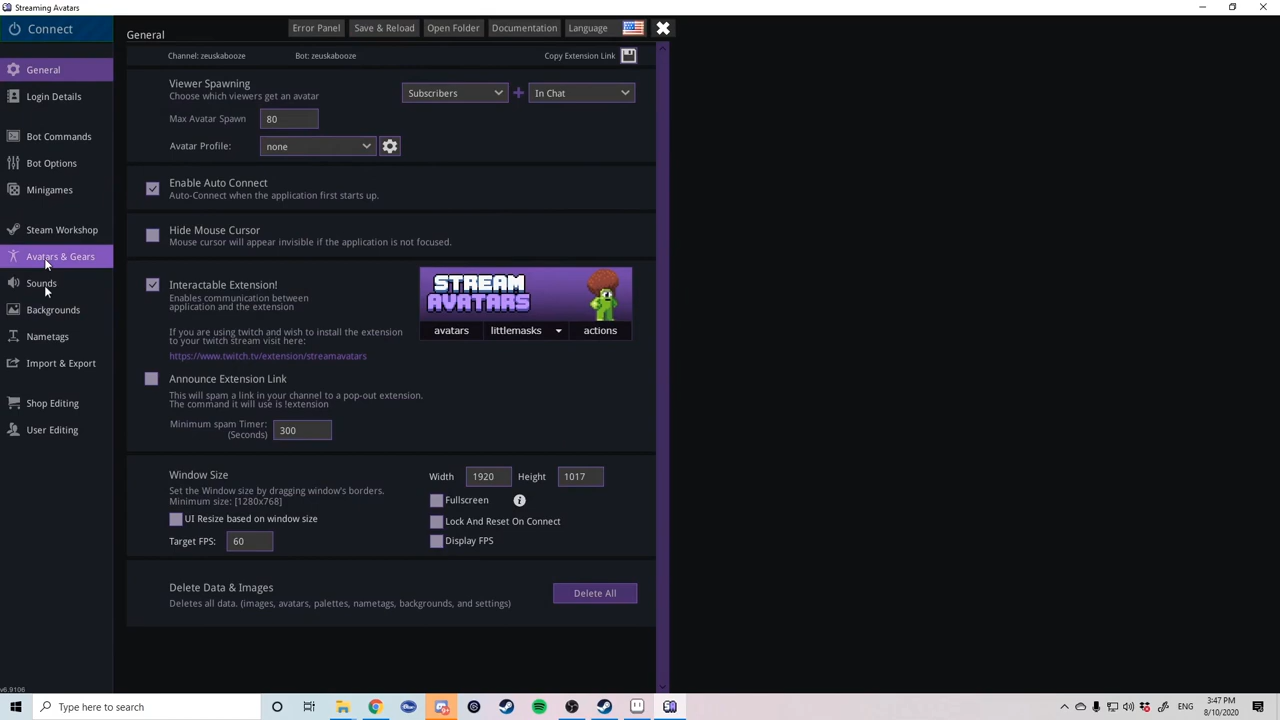 Streaming Avatars
Connect
General
Login Details
Bot Commands
Bot Options
Minigames
Steam Workshop
Avatars & Gears
Sounds
Backgrounds
Nametags
Import & Export
Shop Editing
User Editing
v6.9106
General
Error Panel
Save & Reload
Open Folder
Documentation
Language
Channel: zeuskabooze
Bot: zeuskabooze
Copy Extension Link
Viewer Spawning
Choose which viewers get an avatar
Subscribers
+
In Chat
Max Avatar Spawn
80
Avatar Profile:
none
Enable Auto Connect
Auto-Connect when the application first starts up.
Hide Mouse Cursor
Mouse cursor will appear invisible if the application is not focused.
Interactable Extension!
Enables communication between
application and the extension
If you are using twitch and wish to install the extension
to your twitch stream visit here:
https://www.twitch.tv/extension/streamavatars
STREAM
AVATARS
avatars
littlemasks
actions
Announce Extension Link
This will spam a link in your channel to a pop-out extension.
The command it will use is !extension
Minimum spam Timer:
(Seconds)
300
Window Size
Set the Window size by dragging window's borders.
Minimum size: [1280x768]
UI Resize based on window size
Target FPS:
60
Width
1920
Height
1017
Fullscreen
Lock And Reset On Connect
Display FPS
Delete Data & Images
Deletes all data. (images, avatars, palettes, nametags, backgrounds, and settings)
Delete All
Type here to search
ENG
3:47 PM
8/10/2020